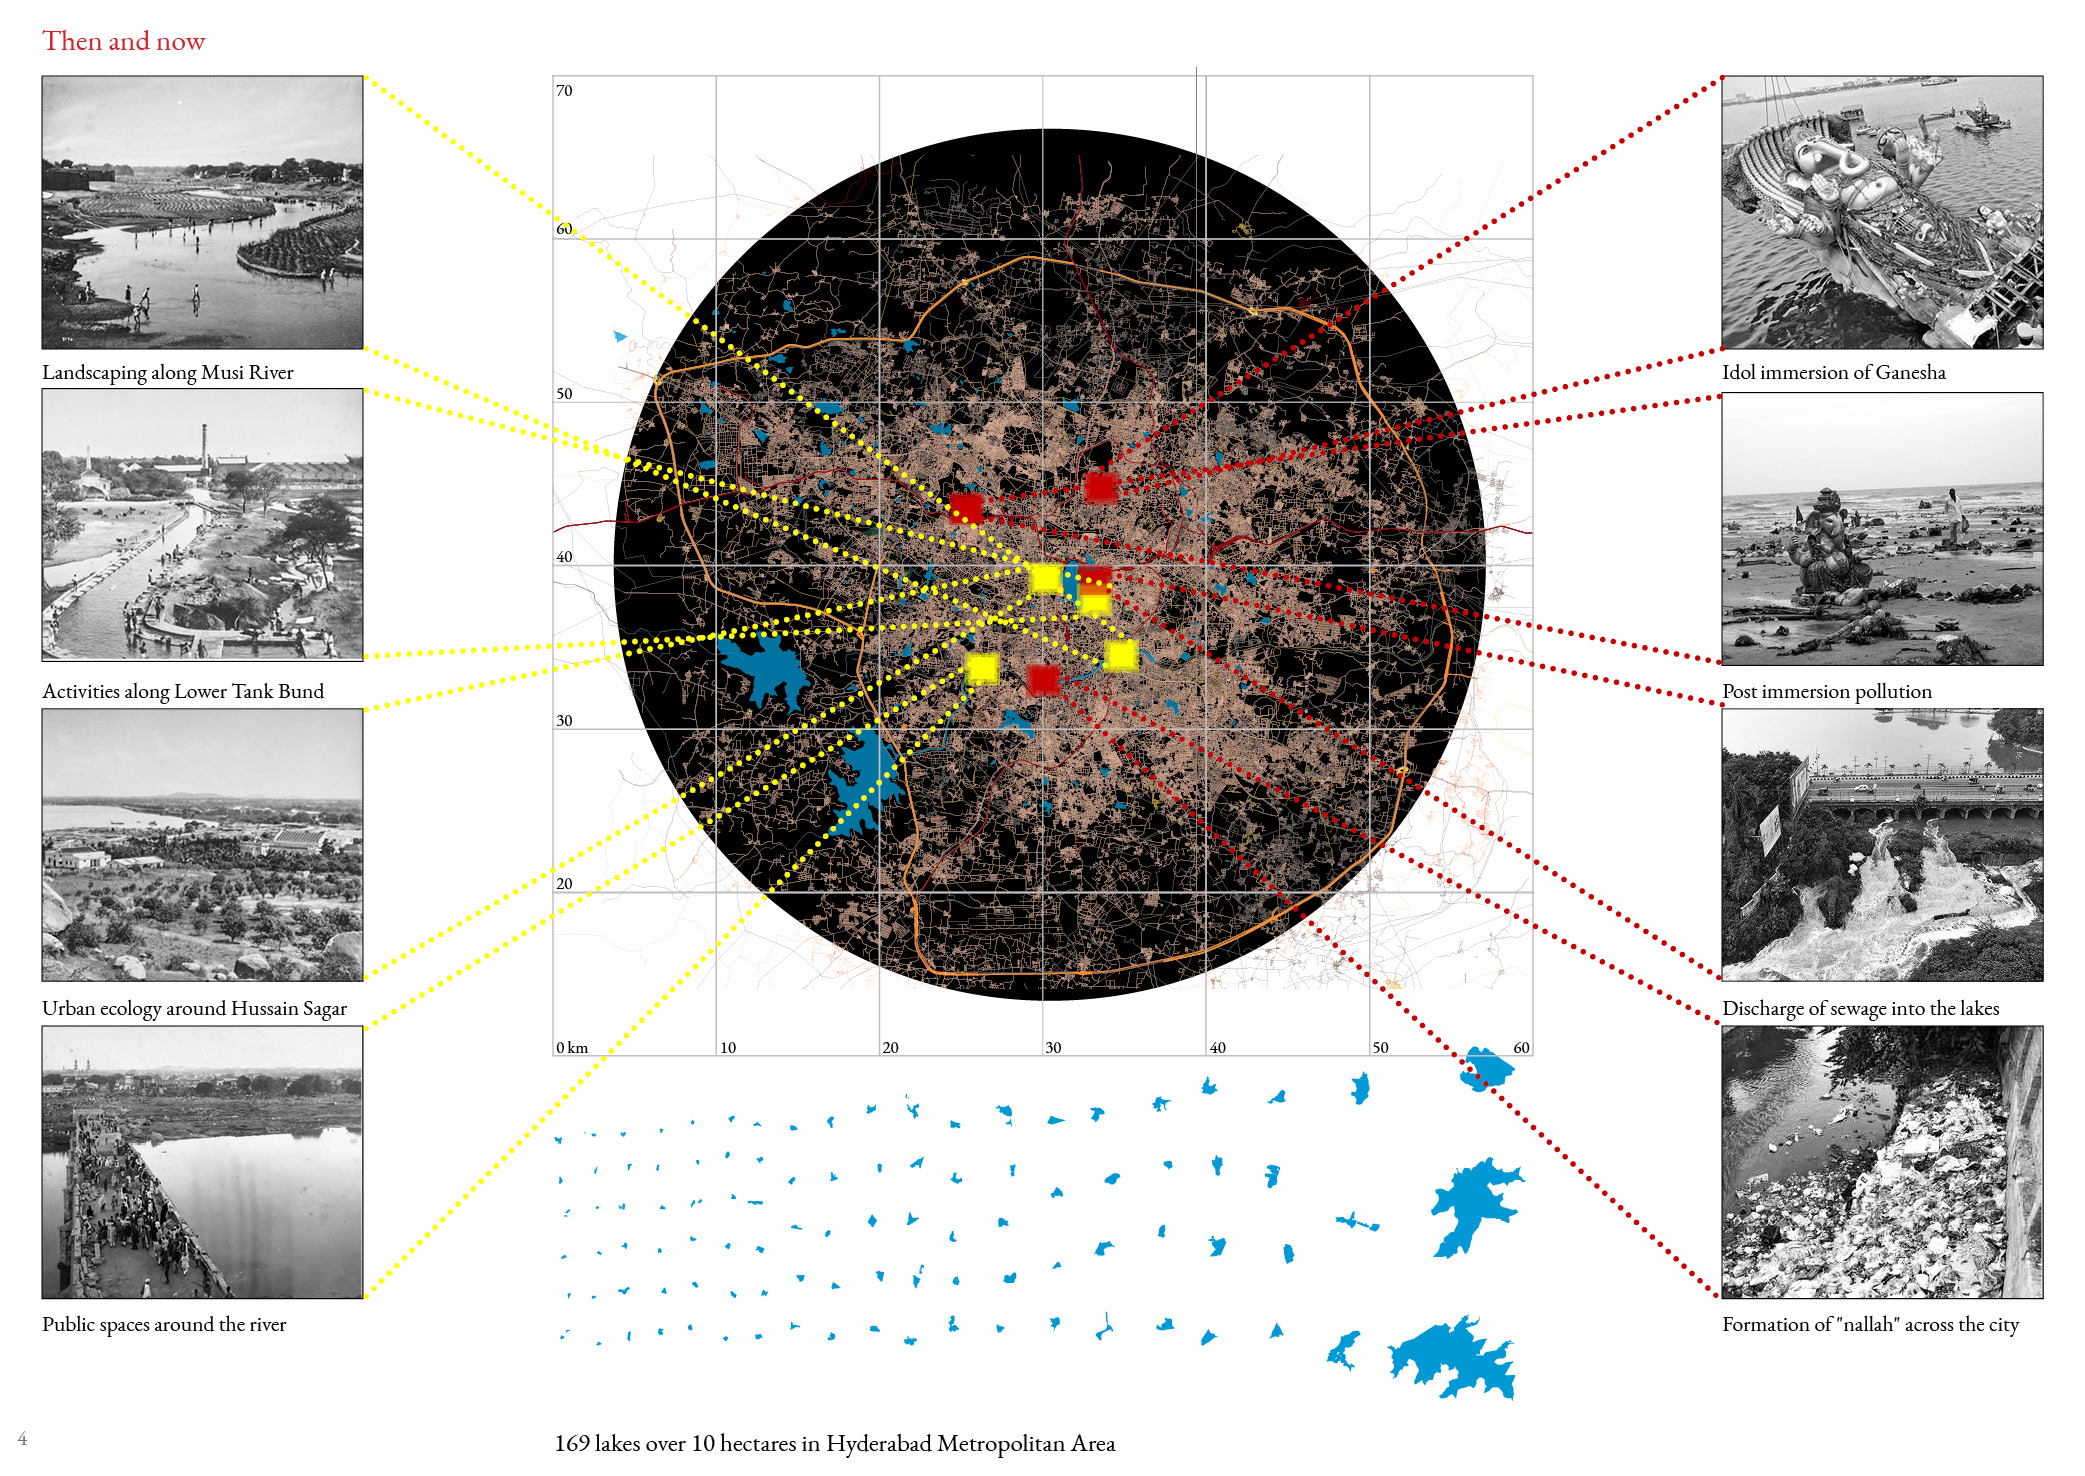 Then and now
Landscaping along Musi River
Activities along Lower Tank Bund
Urban ecology around Hussain Sagar
Public spaces around the river
70
60
50
40
30
20
0 km
10
20
30
40
50
60
Idol immersion of Ganesha
Post immersion pollution
Discharge of sewage into the lakes
Formation of "nallah" across the city
169 lakes over 10 hectares in Hyderabad Metropolitan Area
4